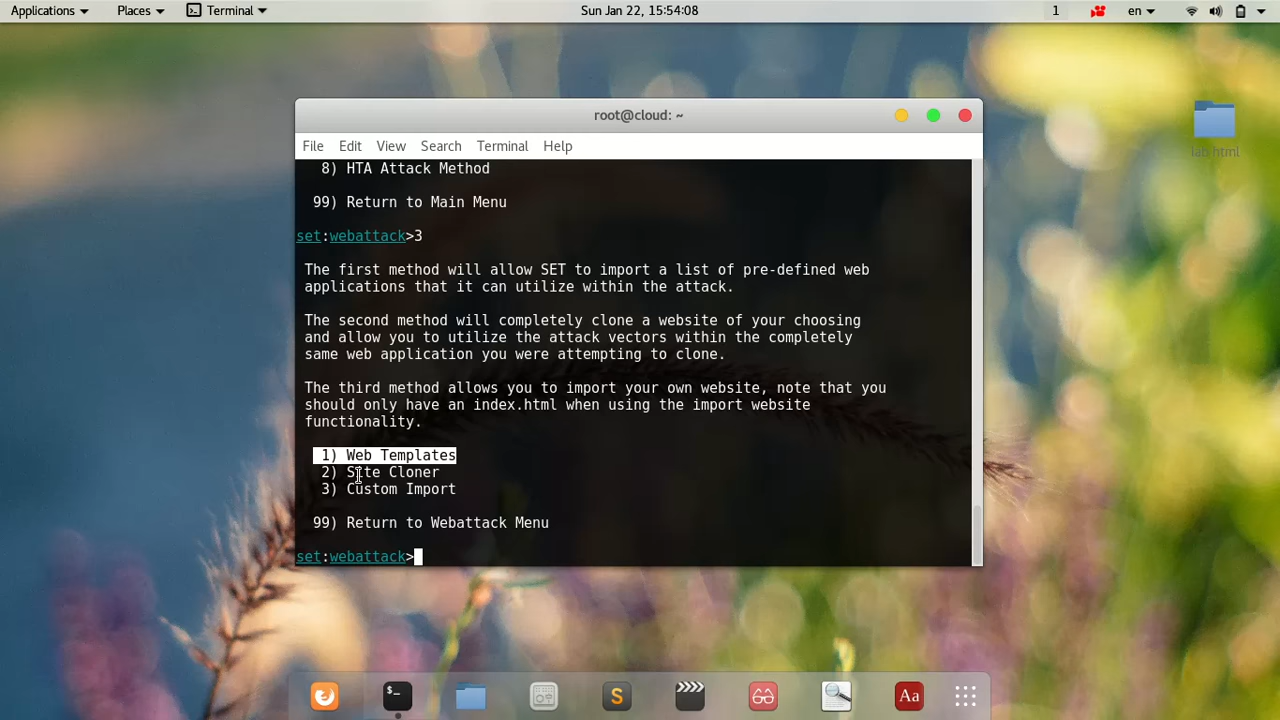 Applications
Places
Terminal
Sun Jan 22, 15:54:08
1
en
lab html
root@cloud: ~
File Edit View Search Terminal Help
8) HTA Attack Method
99) Return to Main Menu
set:webattack>3
The first method will allow SET to import a list of pre-defined web
applications that it can utilize within the attack.
The second method will completely clone a website of your choosing
and allow you to utilize the attack vectors within the completely
same web application you were attempting to clone.
The third method allows you to import your own website, note that you
should only have an index.html when using the import website
functionality.
1) Web Templates
2) Site Cloner
3) Custom Import
99) Return to Webattack Menu
set:webattack>
>_
S
Aa